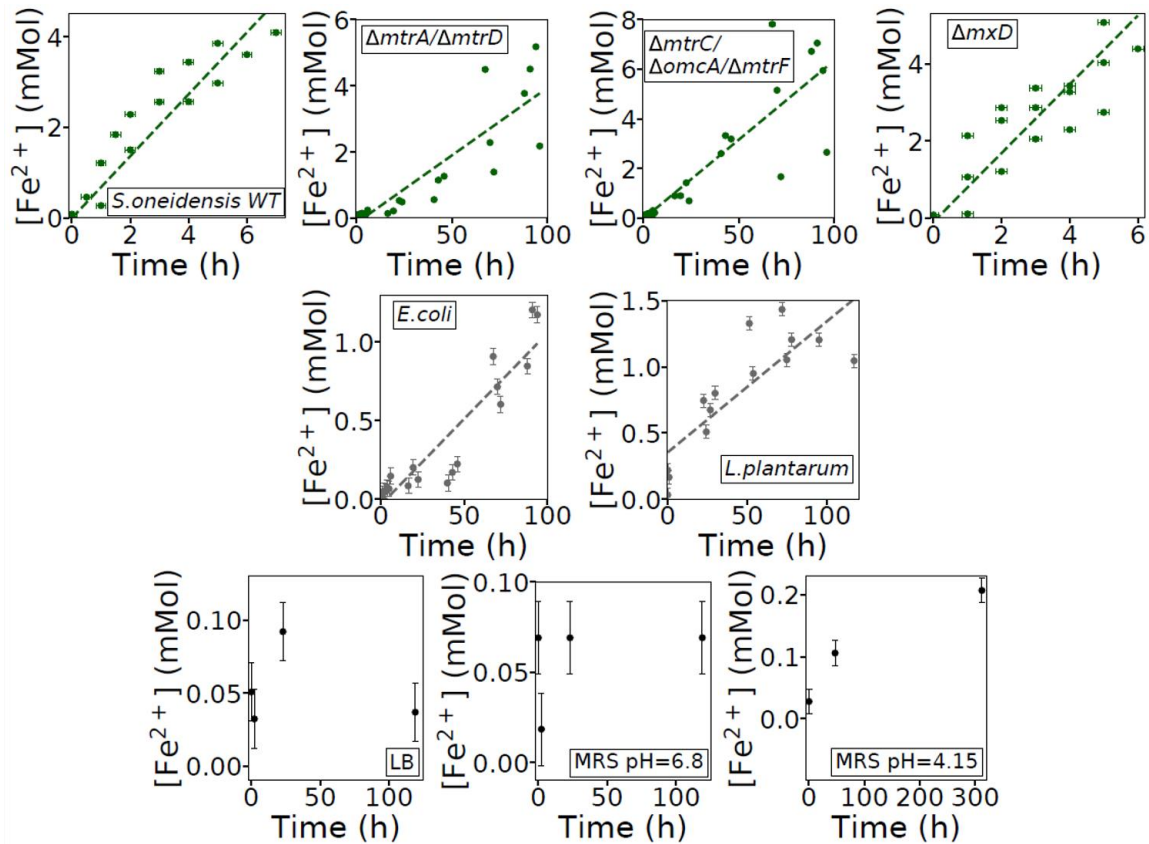 [Fe²⁺] (mMol)
4
2
0
S.oneidensis WT
0 2 4 6
Time (h)
[Fe²⁺] (mMol)
6
4
2
0
ΔmtrA/ΔmtrD
0 50 100
Time (h)
[Fe²⁺] (mMol)
8
6
4
2
0
ΔmtrC/
ΔomcA/ΔmtrF
0 50 100
Time (h)
[Fe²⁺] (mMol)
4
2
0
ΔmxD
0 2 4 6
Time (h)
[Fe²⁺] (mMol)
1.0
0.5
0.0
E.coli
0 50 100
Time (h)
[Fe²⁺] (mMol)
1.5
1.0
0.5
0.0
L.plantarum
0 50 100
Time (h)
[Fe²⁺] (mMol)
0.10
0.05
0.00
LB
0 50 100
Time (h)
[Fe²⁺] (mMol)
0.10
0.05
0.00
MRS pH=6.8
0 50 100
Time (h)
[Fe²⁺] (mMol)
0.2
0.1
0.0
MRS pH=4.15
0 100 200 300
Time (h)